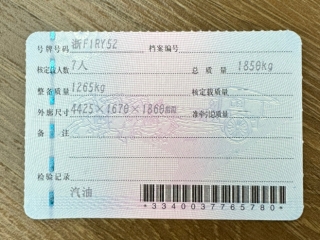 号牌号码 浙F1RY52 档案编号
核定载人数 7人 总质量 1850kg
整备质量 1265kg 核定载质量
外廓尺寸 4425×1670×1860mm 准牵引总质量
备注
检验记录
汽油
*3340037765780*